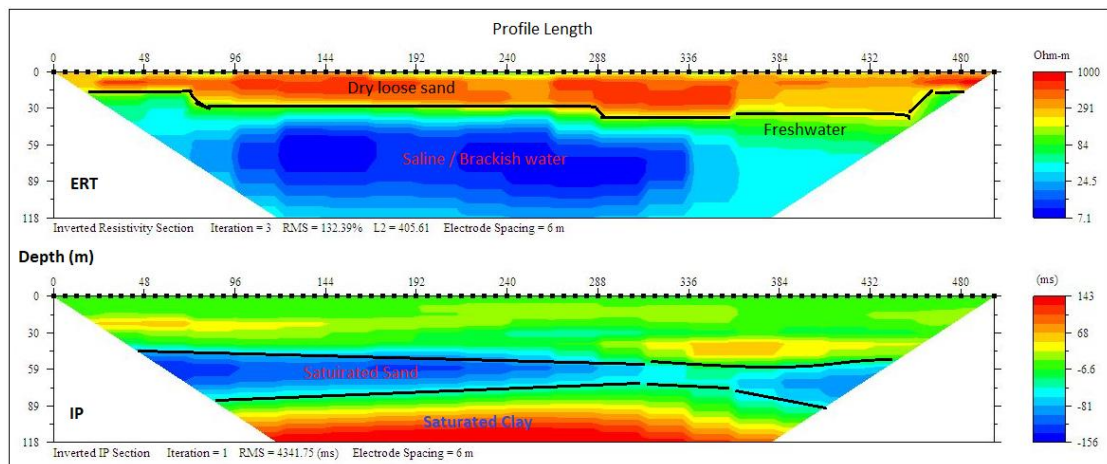 Profile Length
0 48 96 144 192 240 288 336 384 432 480
Ohm-m
0 30 59 89 118
1000
291
84
24.5
7.1
Dry loose sand
Freshwater
Saline / Brackish water
ERT
Inverted Resistivity Section Iteration = 3 RMS = 132.39% L2 = 405.61 Electrode Spacing = 6 m
Depth (m)
0 48 96 144 192 240 288 336 384 432 480
(ms)
0 30 59 89 118
143
68
-6.6
-81
-156
Satuirated Sand
Saturated Clay
IP
Inverted IP Section Iteration = 1 RMS = 4341.75 (ms) Electrode Spacing = 6 m